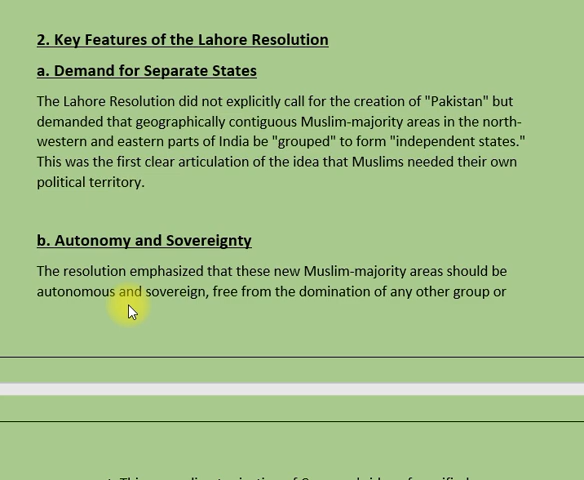 2. Key Features of the Lahore Resolution
a. Demand for Separate States
The Lahore Resolution did not explicitly call for the creation of "Pakistan" but
demanded that geographically contiguous Muslim-majority areas in the north-
western and eastern parts of India be "grouped" to form "independent states."
This was the first clear articulation of the idea that Muslims needed their own
political territory.
b. Autonomy and Sovereignty
The resolution emphasized that these new Muslim-majority areas should be
autonomous and sovereign, free from the domination of any other group or